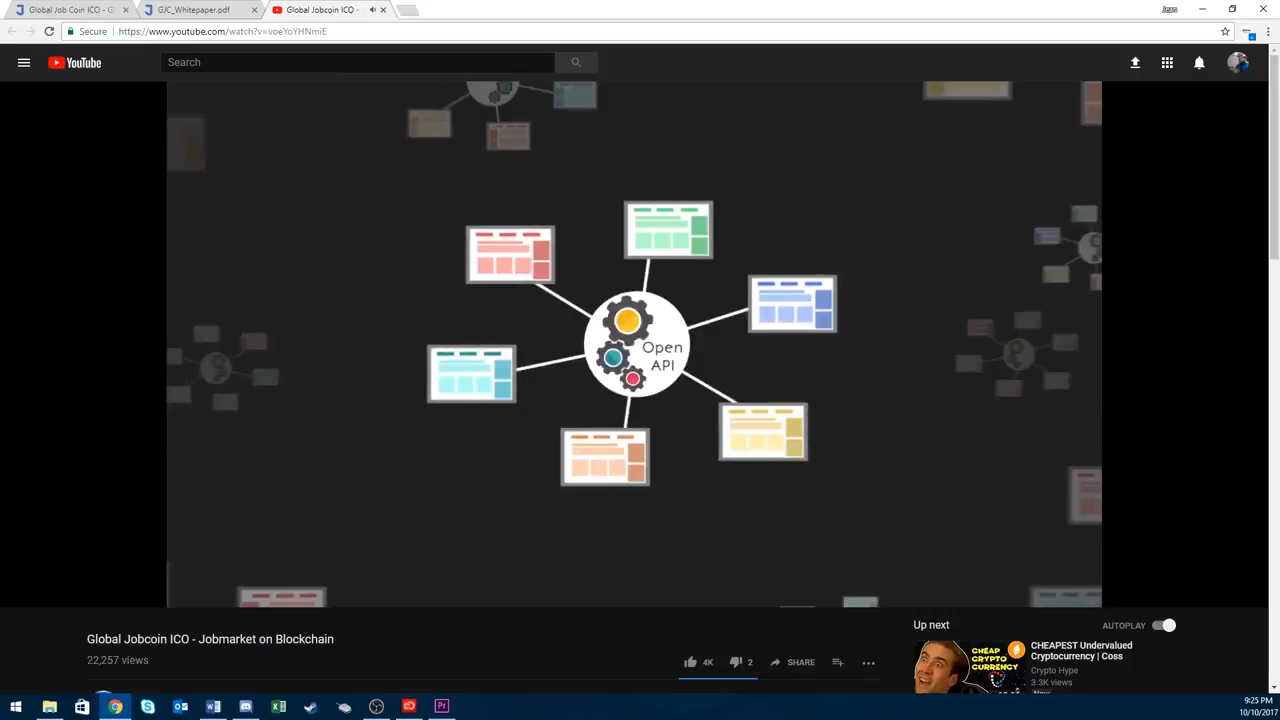 Global Job Coin ICO - G
GJC_Whitepaper.pdf
Global Jobcoin ICO -
Secure
https://www.youtube.com/watch?v=voeYoYHNmiE
YouTube
Search
Open
API
Global Jobcoin ICO - Jobmarket on Blockchain
22,257 views
4K
2
SHARE
Up next
AUTOPLAY
CHEAP
CRYPTO
CURRENCY
CHEAPEST Undervalued
Cryptocurrency | Coss
Crypto Hype
3.3K views
New
9:25 PM
10/10/2017